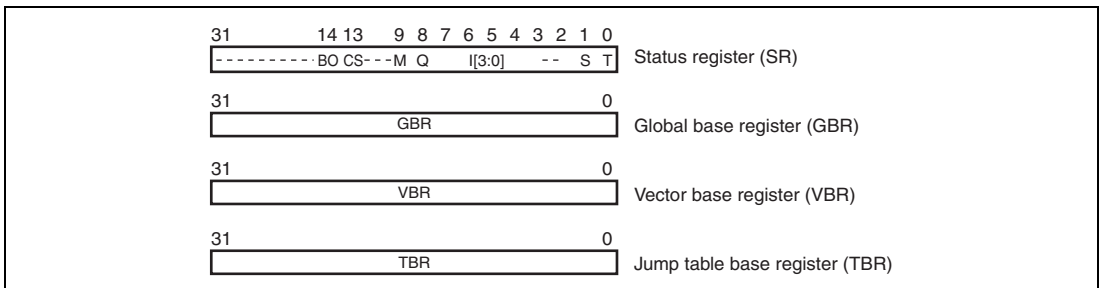 31 14 13 9 8 7 6 5 4 3 2 1 0
----------BO CS---M Q I[3:0] -- S T Status register (SR)
31 0
GBR Global base register (GBR)
31 0
VBR Vector base register (VBR)
31 0
TBR Jump table base register (TBR)